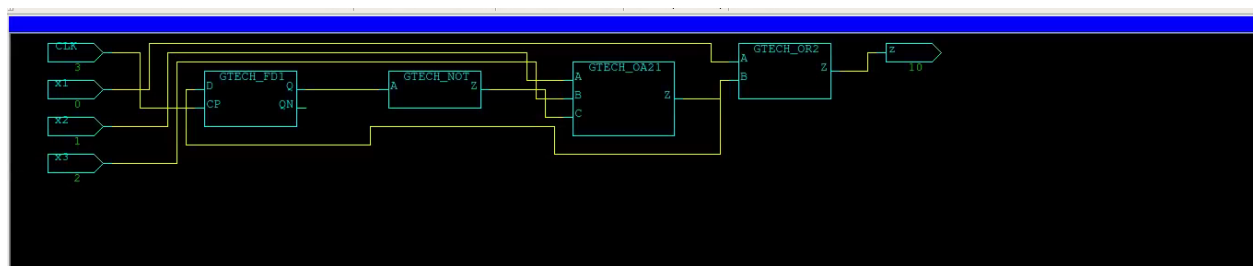 CLK
3
x1
0
x2
1
x3
2
GTECH_FD1
D
Q
CP
QN
GTECH_NOT
A
Z
GTECH_OA21
A
B
C
Z
GTECH_OR2
A
B
Z
z
10